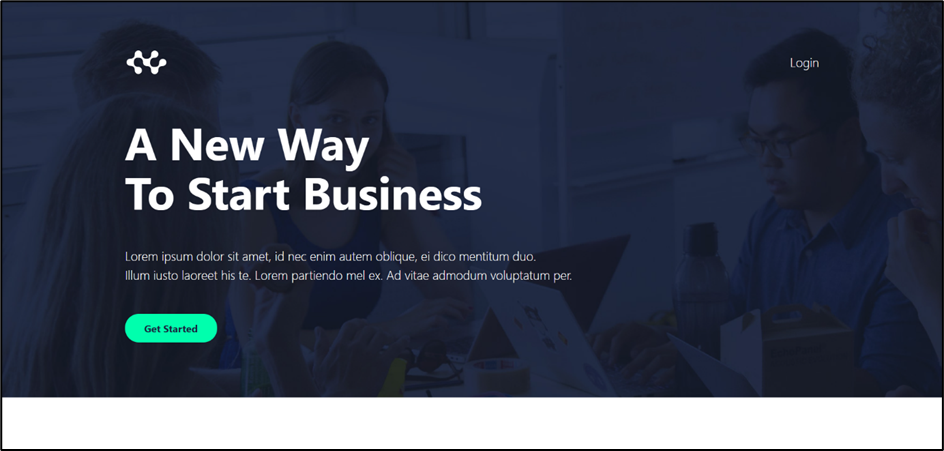 Login
A New Way
To Start Business
Lorem ipsum dolor sit amet, id nec enim autem oblique, ei dico mentitum duo.
Illum iusto laoreet his te. Lorem partiendo mel ex. Ad vitae admodum voluptatum per.
Get Started